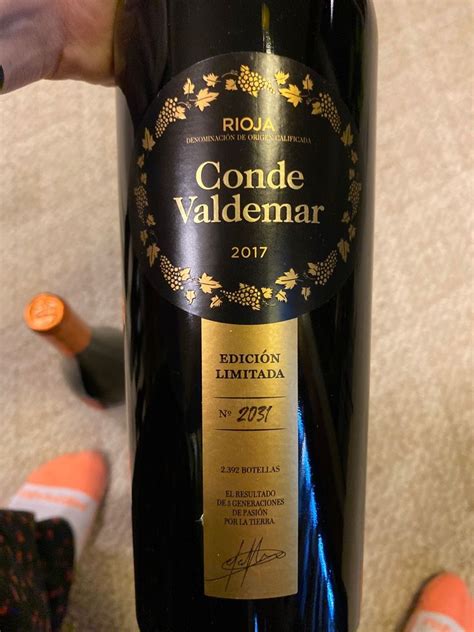 RIOJA
DENOMINACIÓN DE ORIGEN CALIFICADA
Conde
Valdemar
2017
EDICIÓN
LIMITADA
Nº 2031
2.392 BOTELLAS
EL RESULTADO
DE 5 GENERACIONES
DE PASIÓN
POR LA TIERRA